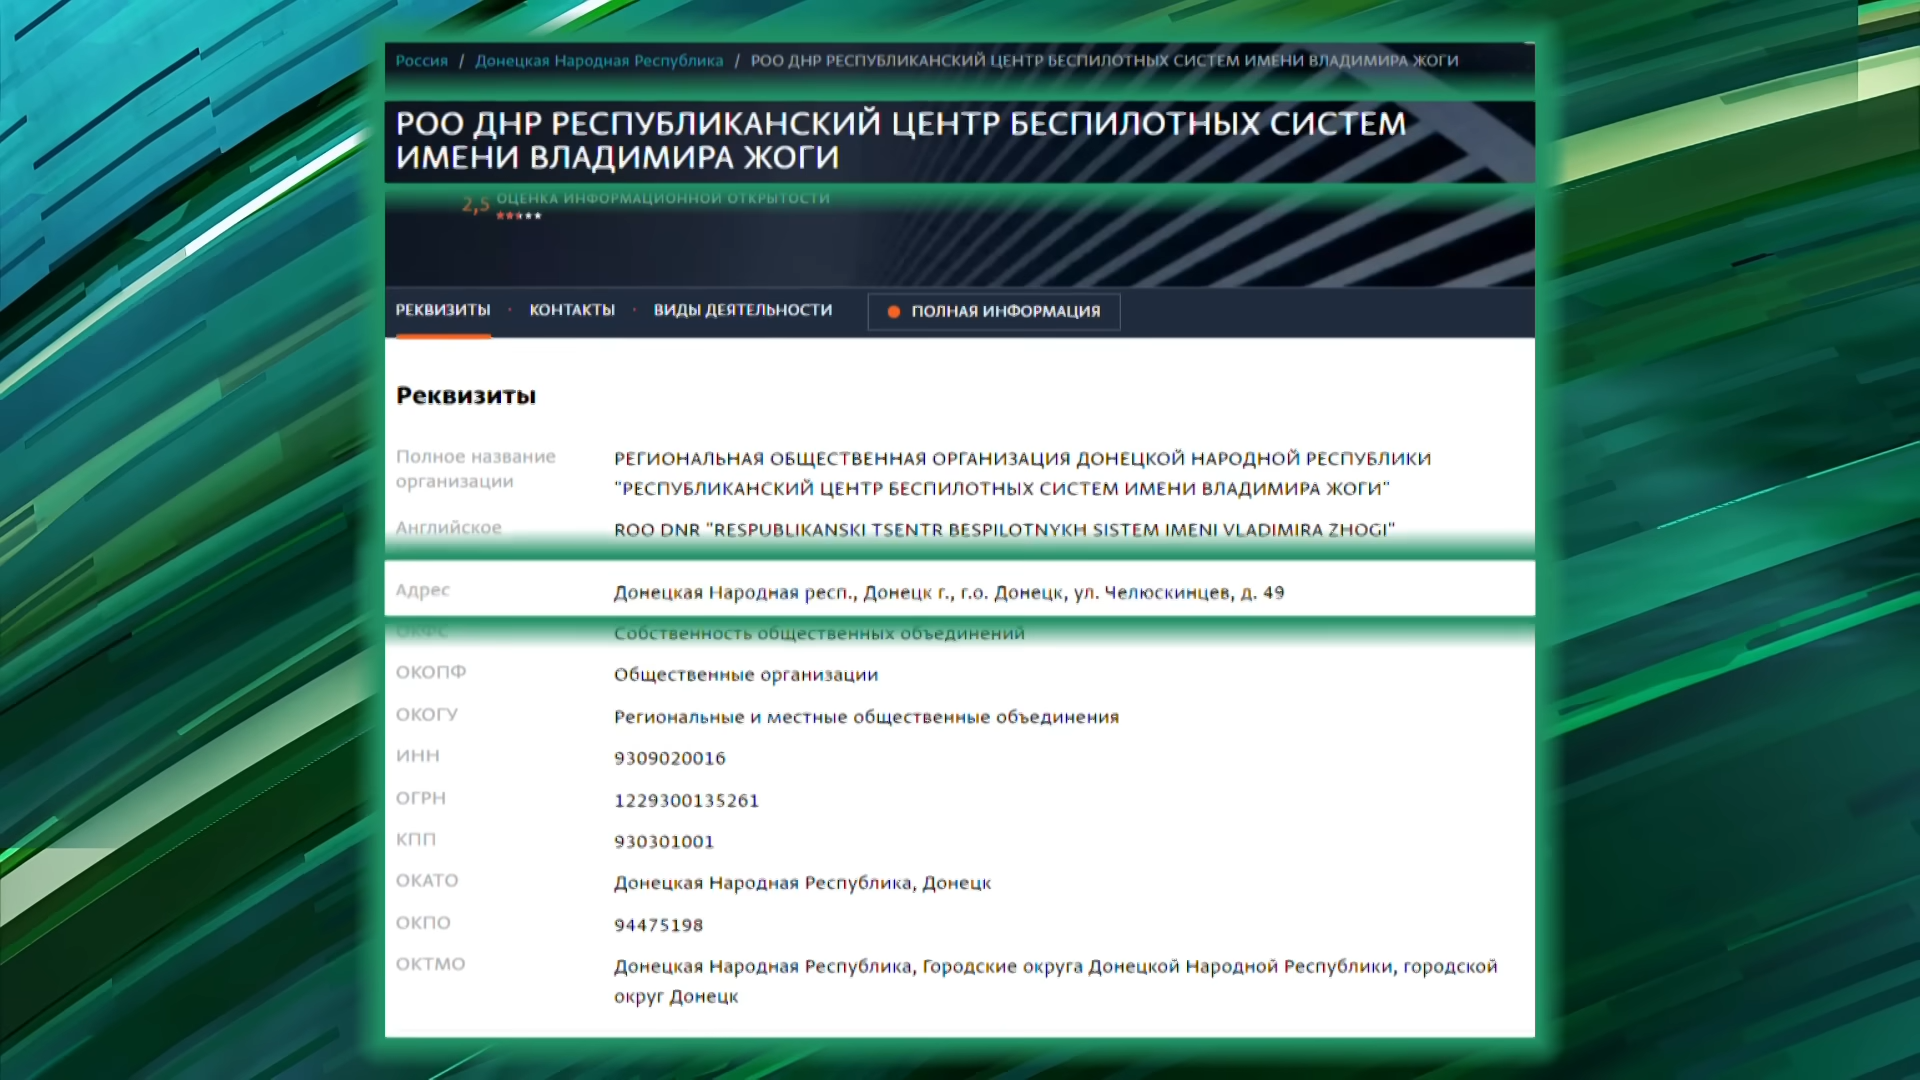 Россия / Донецкая Народная Республика / РОО ДНР РЕСПУБЛИКАНСКИЙ ЦЕНТР БЕСПИЛОТНЫХ СИСТЕМ ИМЕНИ ВЛАДИМИРА ЖОГИ
РОО ДНР РЕСПУБЛИКАНСКИЙ ЦЕНТР БЕСПИЛОТНЫХ СИСТЕМ
ИМЕНИ ВЛАДИМИРА ЖОГИ
2,5 ОЦЕНКА ИНФОРМАЦИОННОЙ ОТКРЫТОСТИ
РЕКВИЗИТЫ · КОНТАКТЫ · ВИДЫ ДЕЯТЕЛЬНОСТИ ПОЛНАЯ ИНФОРМАЦИЯ
Реквизиты
Полное название
организации
РЕГИОНАЛЬНАЯ ОБЩЕСТВЕННАЯ ОРГАНИЗАЦИЯ ДОНЕЦКОЙ НАРОДНОЙ РЕСПУБЛИКИ
"РЕСПУБЛИКАНСКИЙ ЦЕНТР БЕСПИЛОТНЫХ СИСТЕМ ИМЕНИ ВЛАДИМИРА ЖОГИ"
Английское ROO DNR "RESPUBLIKANSKI TSENTR BESPILOTNYKH SISTEM IMENI VLADIMIRA ZHOGI"
Адрес Донецкая Народная респ., Донецк г., г.о. Донецк, ул. Челюскинцев, д. 49
ОКФС Собственность общественных объединений
ОКОПФ Общественные организации
ОКОГУ Региональные и местные общественные объединения
ИНН 9309020016
ОГРН 1229300135261
КПП 930301001
ОКАТО Донецкая Народная Республика, Донецк
ОКПО 94475198
ОКТМО Донецкая Народная Республика, Городские округа Донецкой Народной Республики, городской
округ Донецк